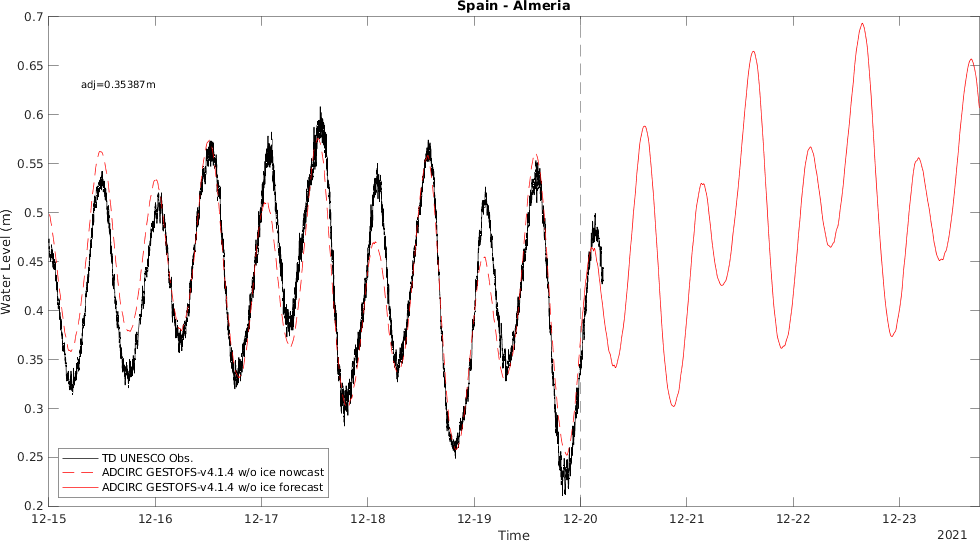 Spain - Almeria
adj=0.35387m
Water Level (m)
0.7
0.65
0.6
0.55
0.5
0.45
0.4
0.35
0.3
0.25
0.2
TD UNESCO Obs.
ADCIRC GESTOFS-v4.1.4 w/o ice nowcast
ADCIRC GESTOFS-v4.1.4 w/o ice forecast
12-15 12-16 12-17 12-18 12-19 12-20 12-21 12-22 12-23
Time
2021